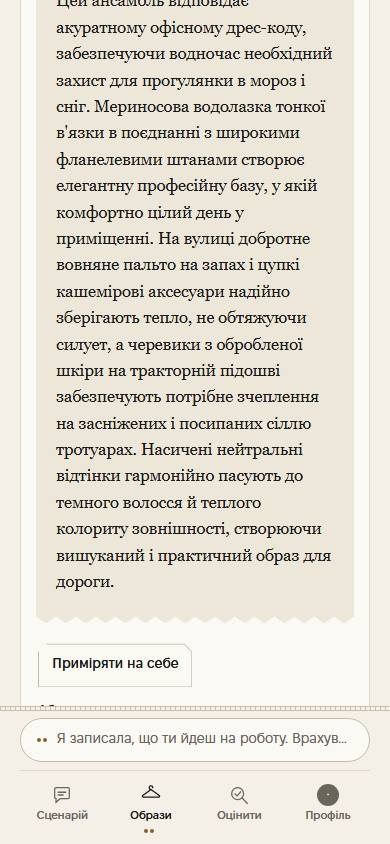 Цей ансамбль відповідає
акуратному офісному дрес-коду,
забезпечуючи водночас необхідний
захист для прогулянки в мороз і
сніг. Мериносова водолазка тонкої
в'язки в поєднанні з широкими
фланелевими штанами створює
елегантну професійну базу, у якій
комфортно цілий день у
приміщенні. На вулиці добротне
вовняне пальто на запах і цупкі
кашемірові аксесуари надійно
зберігають тепло, не обтяжуючи
силует, а черевики з обробленої
шкіри на тракторній підошві
забезпечують потрібне зчеплення
на засніжених і посипаних сіллю
тротуарах. Насичені нейтральні
відтінки гармонійно пасують до
темного волосся й теплого
колориту зовнішності, створюючи
вишуканий і практичний образ для
дороги.
Приміряти на себе
Я записала, що ти йдеш на роботу. Врахув...
Сценарій
Образи
Оцінити
Профіль